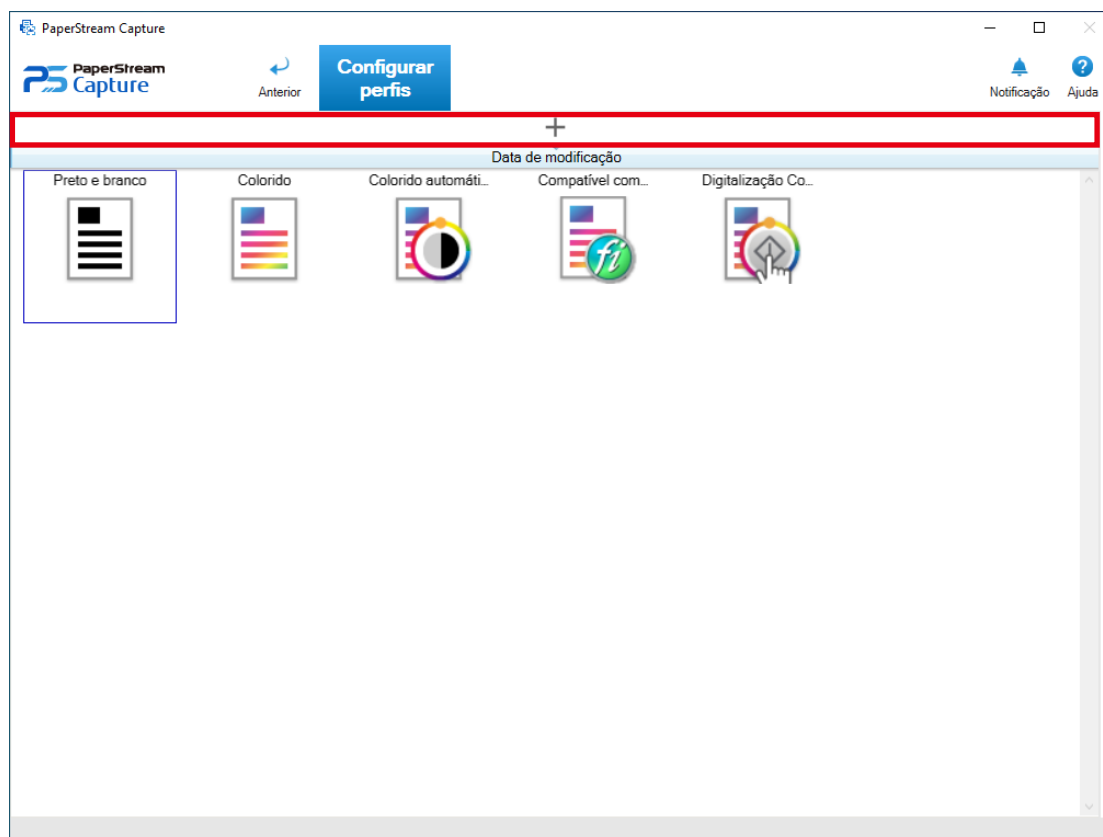 PaperStream Capture
PaperStream
Capture
Anterior
Configurar
perfis
Notificação
Ajuda
Data de modificação
Preto e branco
Colorido
Colorido automáti...
Compatível com...
Digitalização Co...
fi